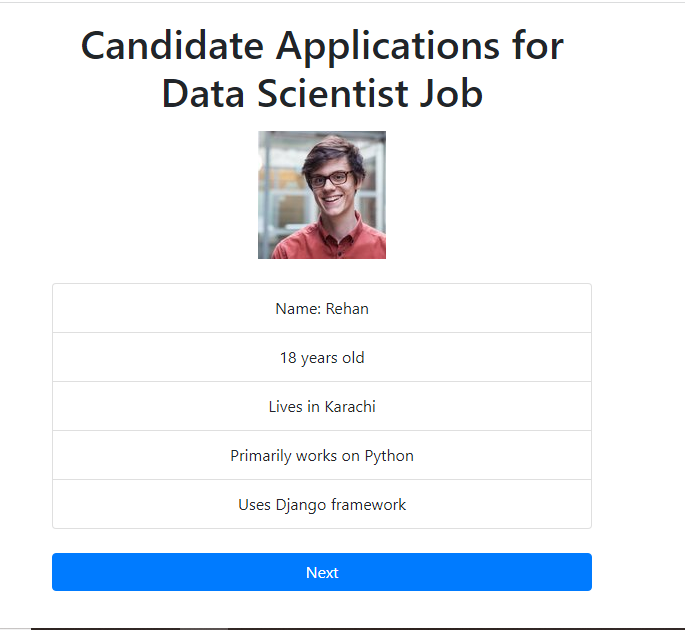 Candidate Applications for
Data Scientist Job
Name: Rehan
18 years old
Lives in Karachi
Primarily works on Python
Uses Django framework
Next